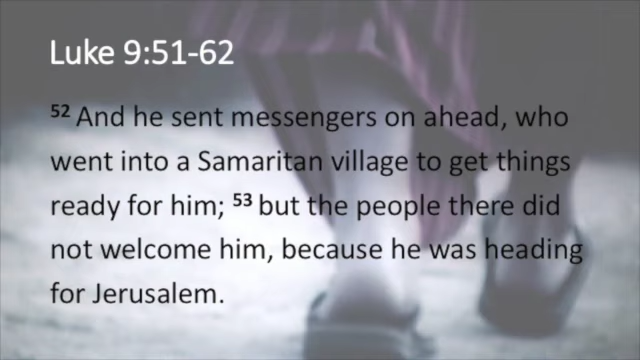 Luke 9:51-62
52 And he sent messengers on ahead, who
went into a Samaritan village to get things
ready for him; 53 but the people there did
not welcome him, because he was heading
for Jerusalem.